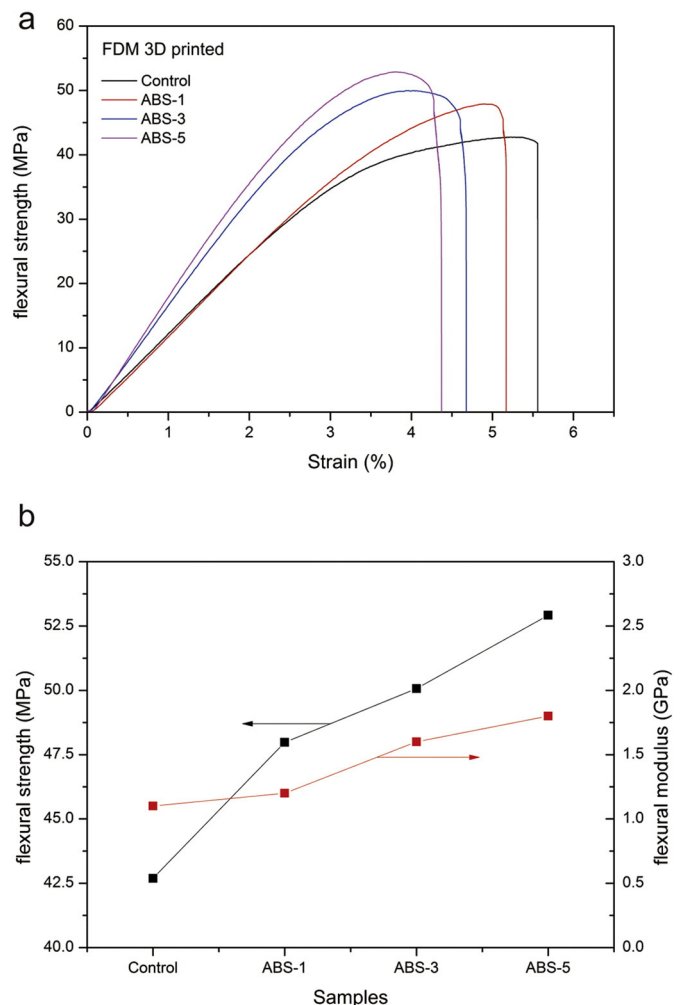 a
60
50
40
30
20
10
0
flexural strength (MPa)
FDM 3D printed
Control
ABS-1
ABS-3
ABS-5
0 1 2 3 4 5 6
Strain (%)
b
55.0
52.5
50.0
47.5
45.0
42.5
40.0
flexural strength (MPa)
3.0
2.5
2.0
1.5
1.0
0.5
0.0
flexural modulus (GPa)
Control ABS-1 ABS-3 ABS-5
Samples